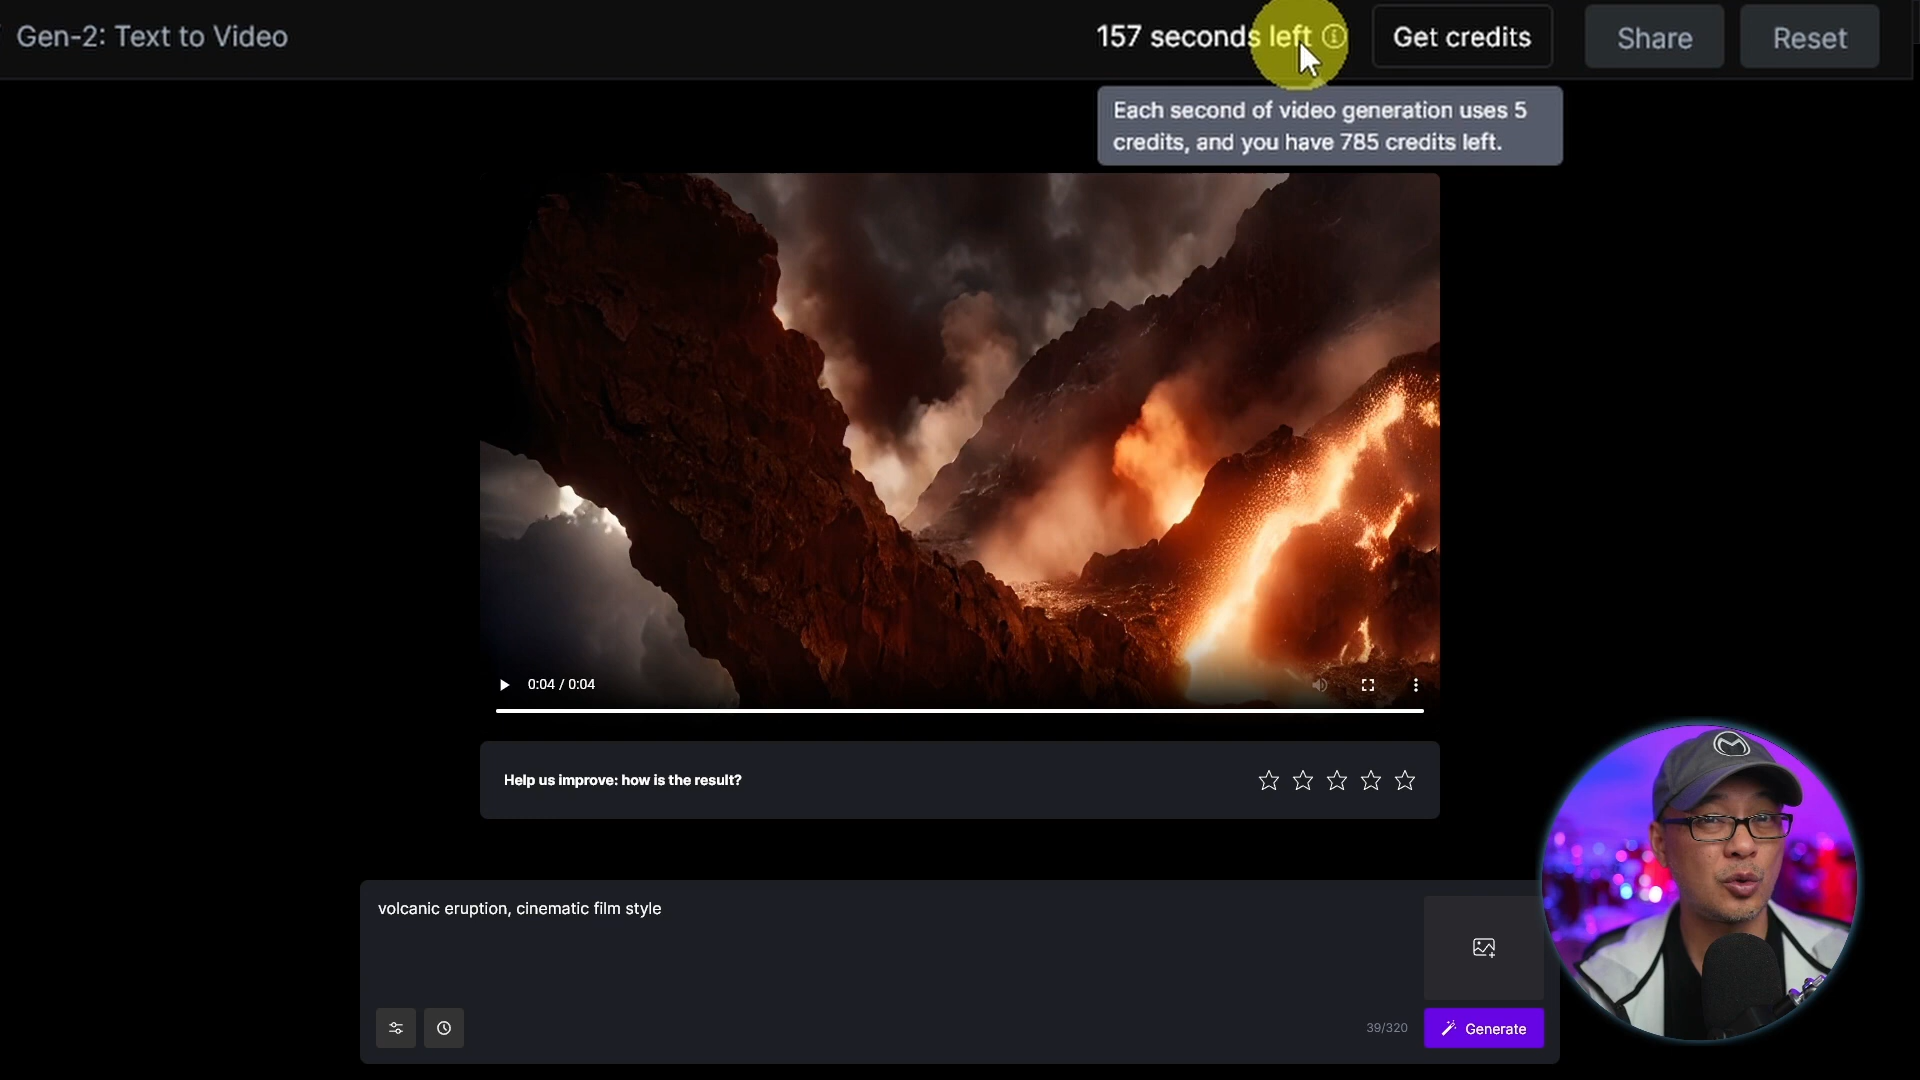 Gen-2: Text to Video
157 seconds left
Get credits
Share
Reset
Each second of video generation uses 5
credits, and you have 785 credits left.
0:04 / 0:04
Help us improve: how is the result?
volcanic eruption, cinematic film style
39/320
Generate